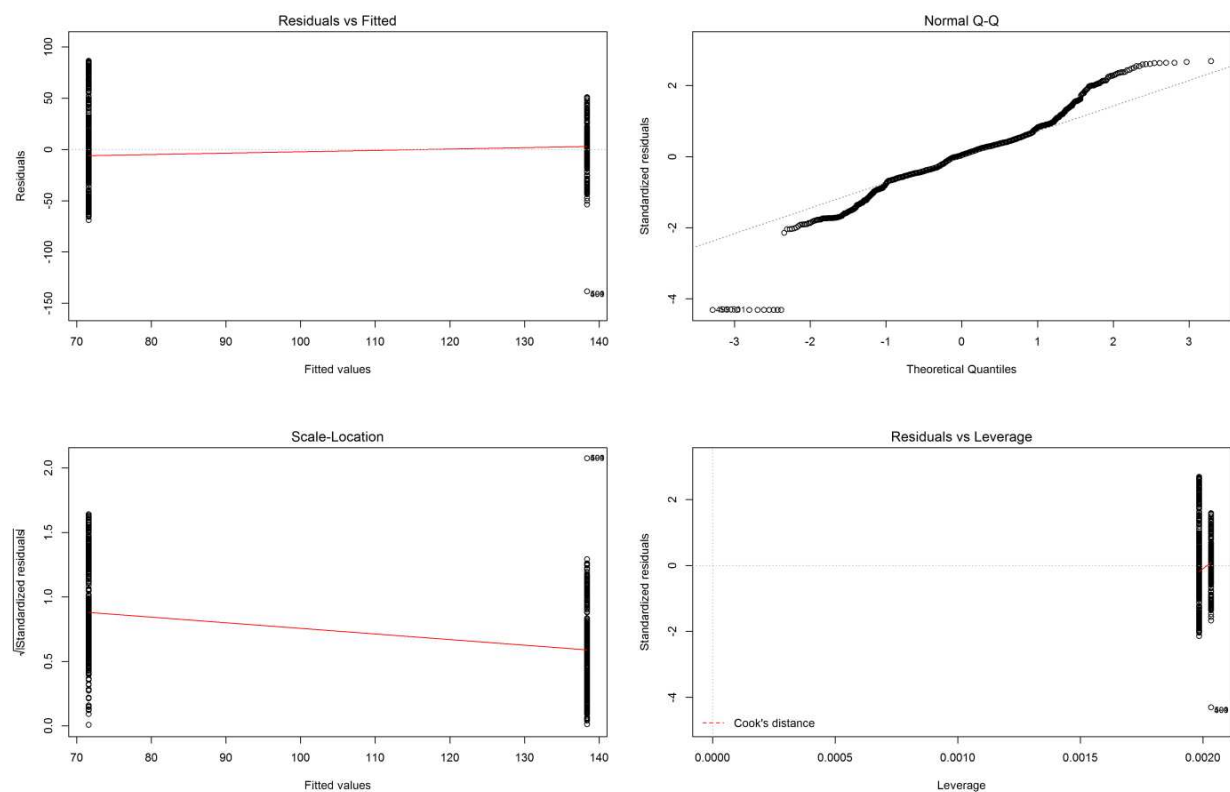 Residuals vs Fitted
100
50
0
-50
-100
-150
Residuals
70 80 90 100 110 120 130 140
Fitted values
Normal Q-Q
2
0
-2
-4
Standardized residuals
-3 -2 -1 0 1 2 3
Theoretical Quantiles
Scale-Location
2.0
1.5
1.0
0.5
0.0
√|Standardized residuals|
70 80 90 100 110 120 130 140
Fitted values
Residuals vs Leverage
2
0
-2
-4
Standardized residuals
Cook's distance
0.0000 0.0005 0.0010 0.0015 0.0020
Leverage